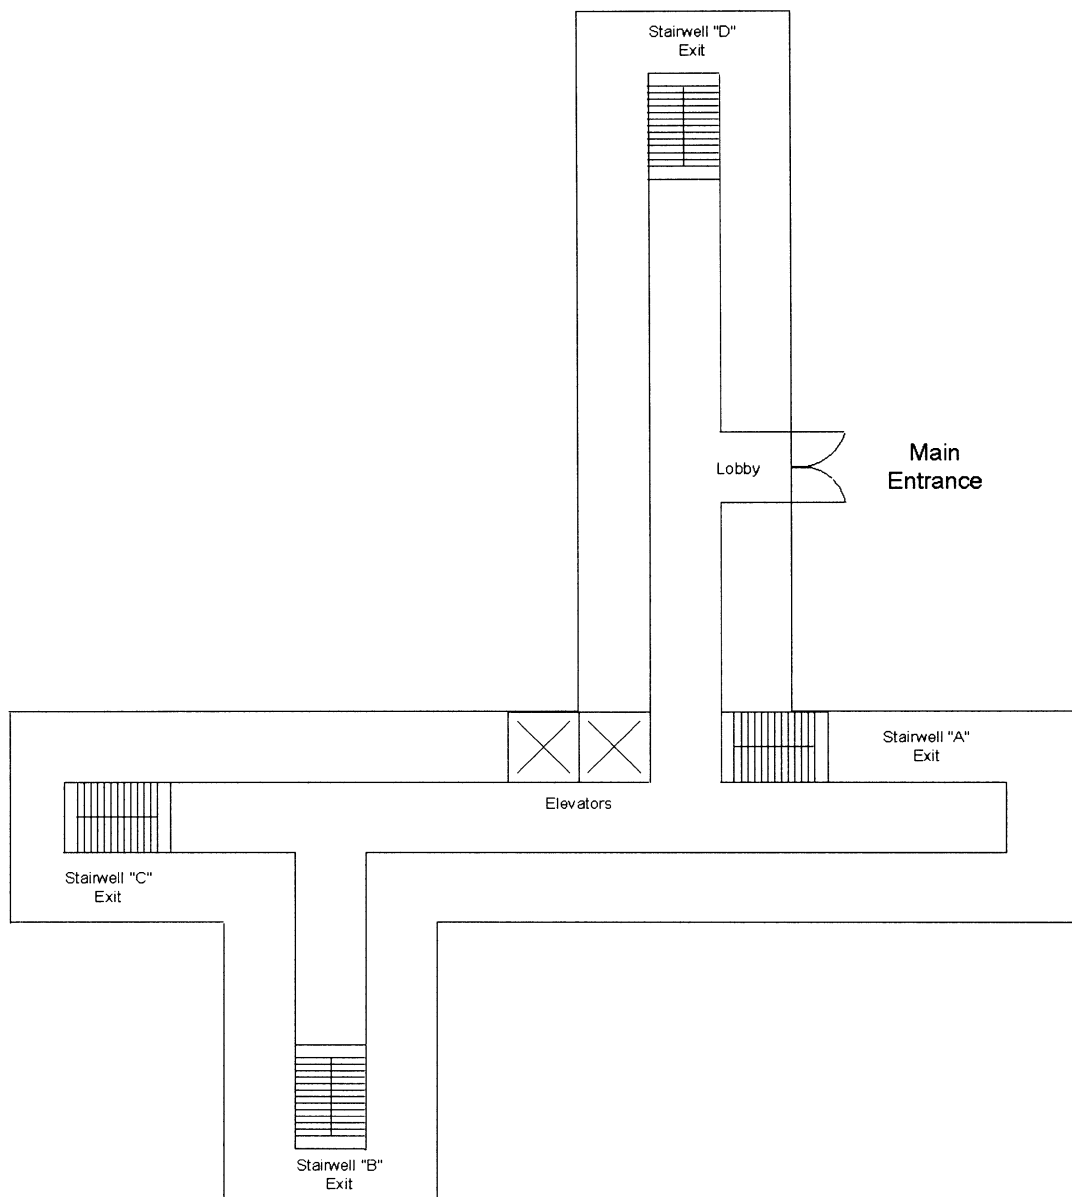 Stairwell "D"
Exit
Lobby
Main
Entrance
Stairwell "A"
Exit
Elevators
Stairwell "C"
Exit
Stairwell "B"
Exit